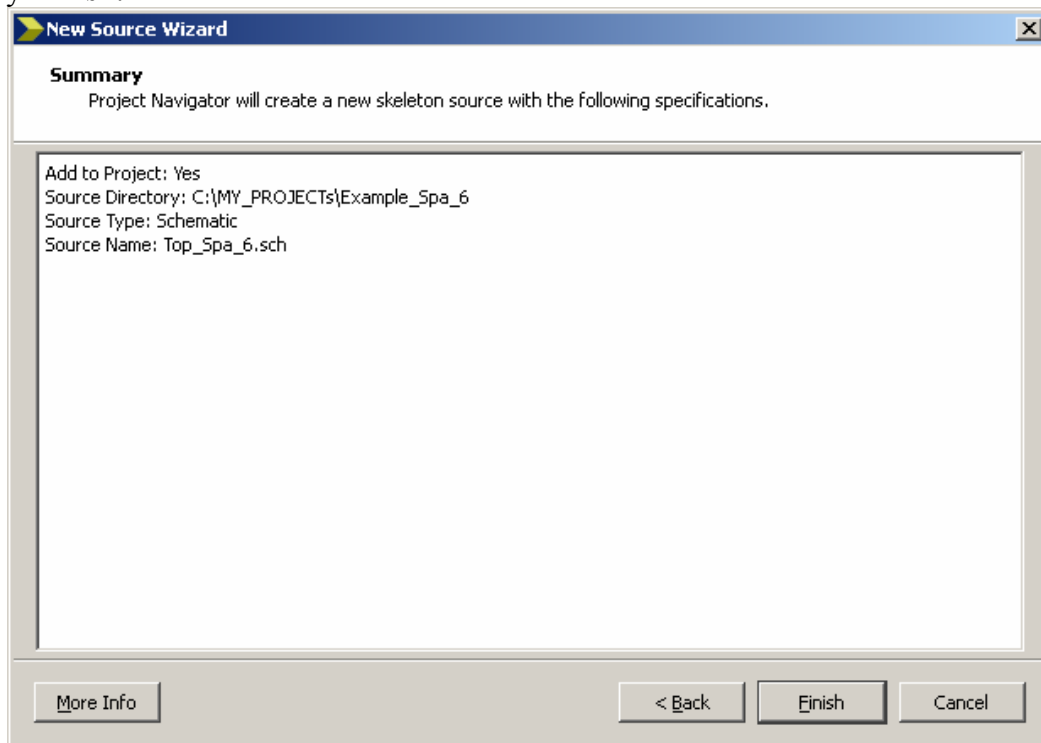 New Source Wizard
Summary
Project Navigator will create a new skeleton source with the following specifications.
Add to Project: Yes
Source Directory: C:\MY_PROJECTs\Example_Spa_6
Source Type: Schematic
Source Name: Top_Spa_6.sch
More Info
< Back
Finish
Cancel